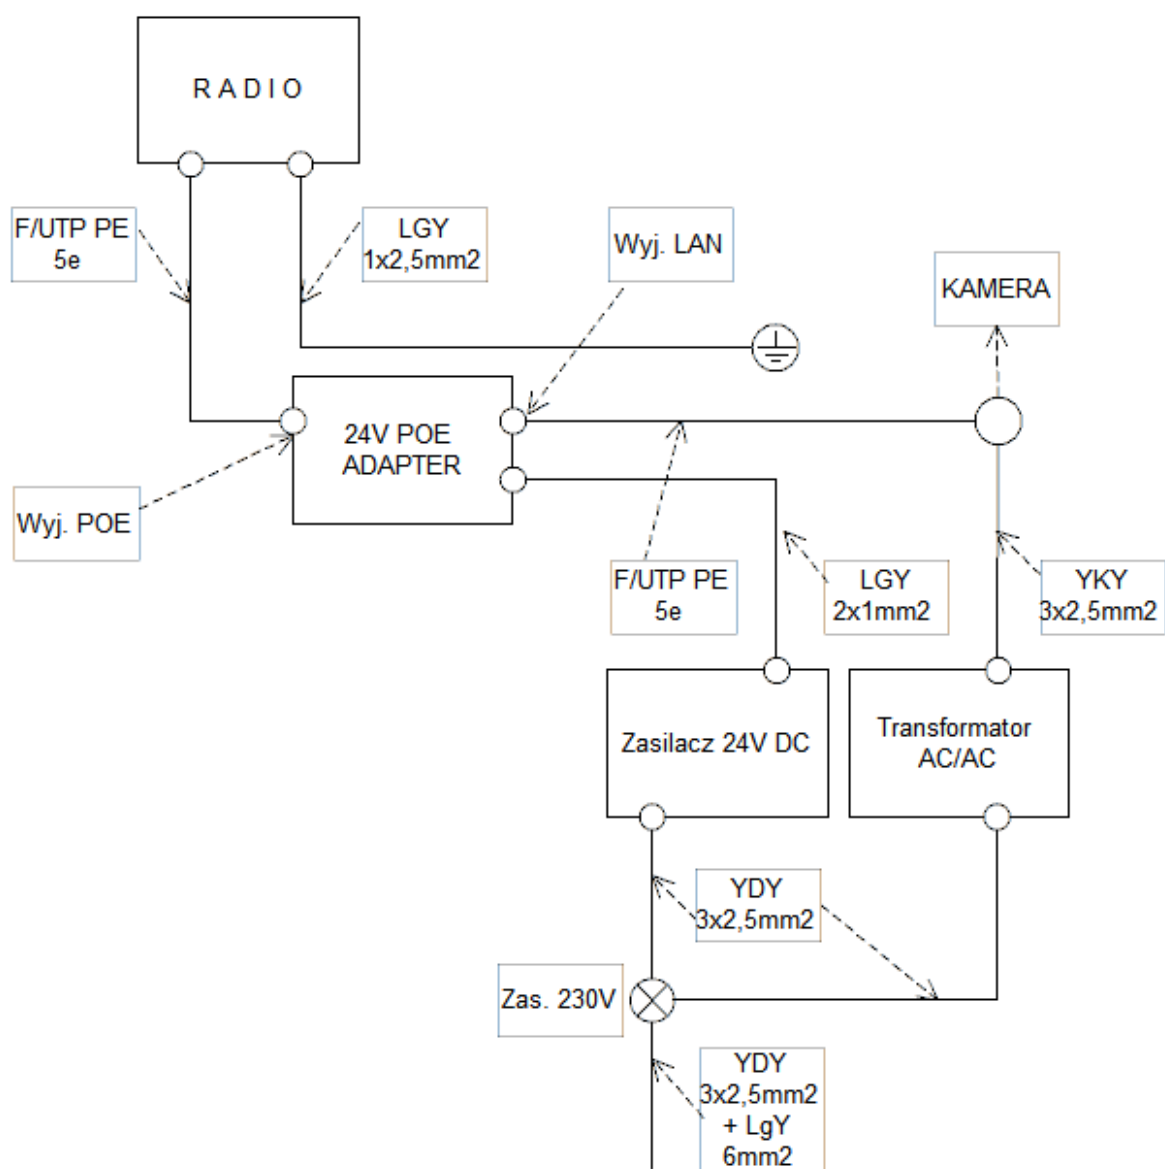 R A D I O
F/UTP PE
5e
LGY
1x2,5mm2
Wyj. LAN
KAMERA
24V POE
ADAPTER
Wyj. POE
F/UTP PE
5e
LGY
2x1mm2
YKY
3x2,5mm2
Zasilacz 24V DC
Transformator
AC/AC
YDY
3x2,5mm2
Zas. 230V
YDY
3x2,5mm2
+ LgY
6mm2